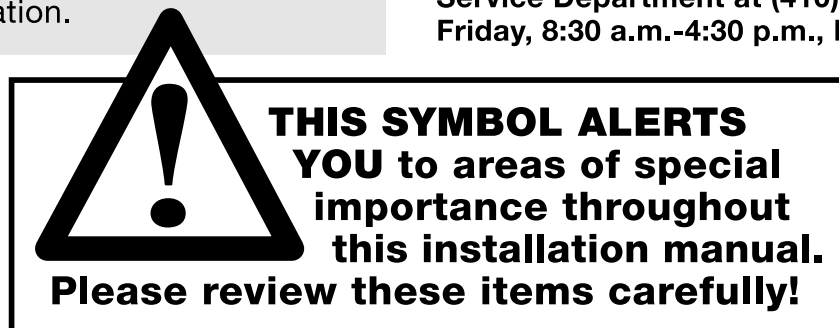 ation.
Service Department at (410)
Friday, 8:30 a.m.-4:30 p.m.,
THIS SYMBOL ALERTS
YOU to areas of special
importance throughout
this installation manual.
Please review these items carefully!